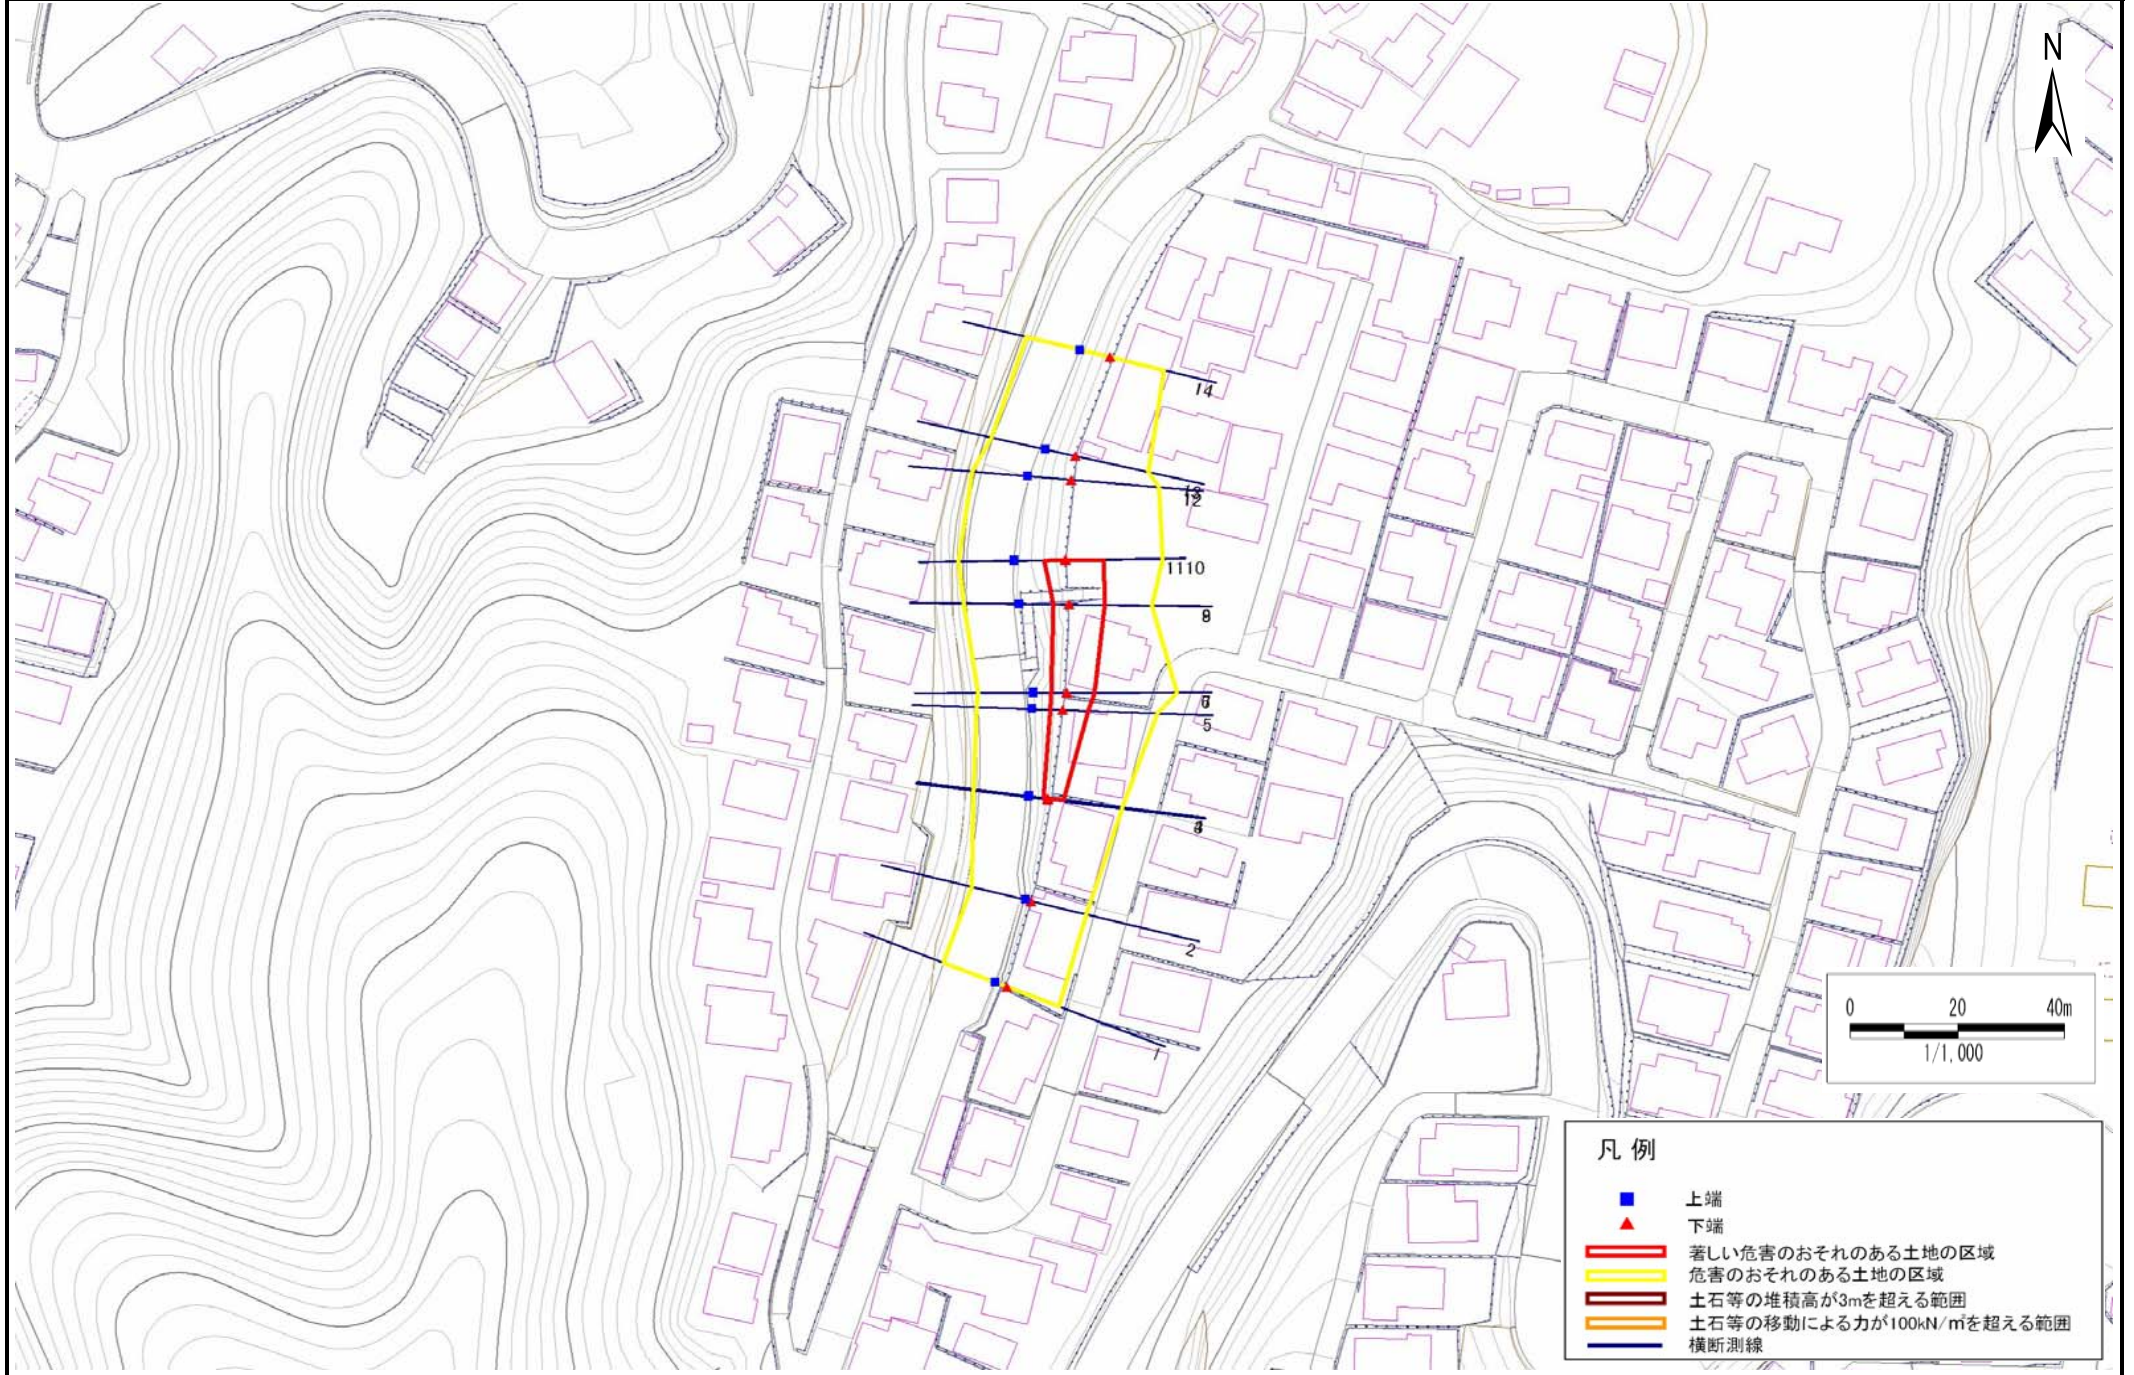 N
14
12
1110
5
2
1
0 20 40m
1/1,000
凡例
上端
下端
著しい危害のおそれのある土地の区域
危害のおそれのある土地の区域
土石等の堆積高が3mを超える範囲
土石等の移動による力が100kN/㎡を超える範囲
横断測線